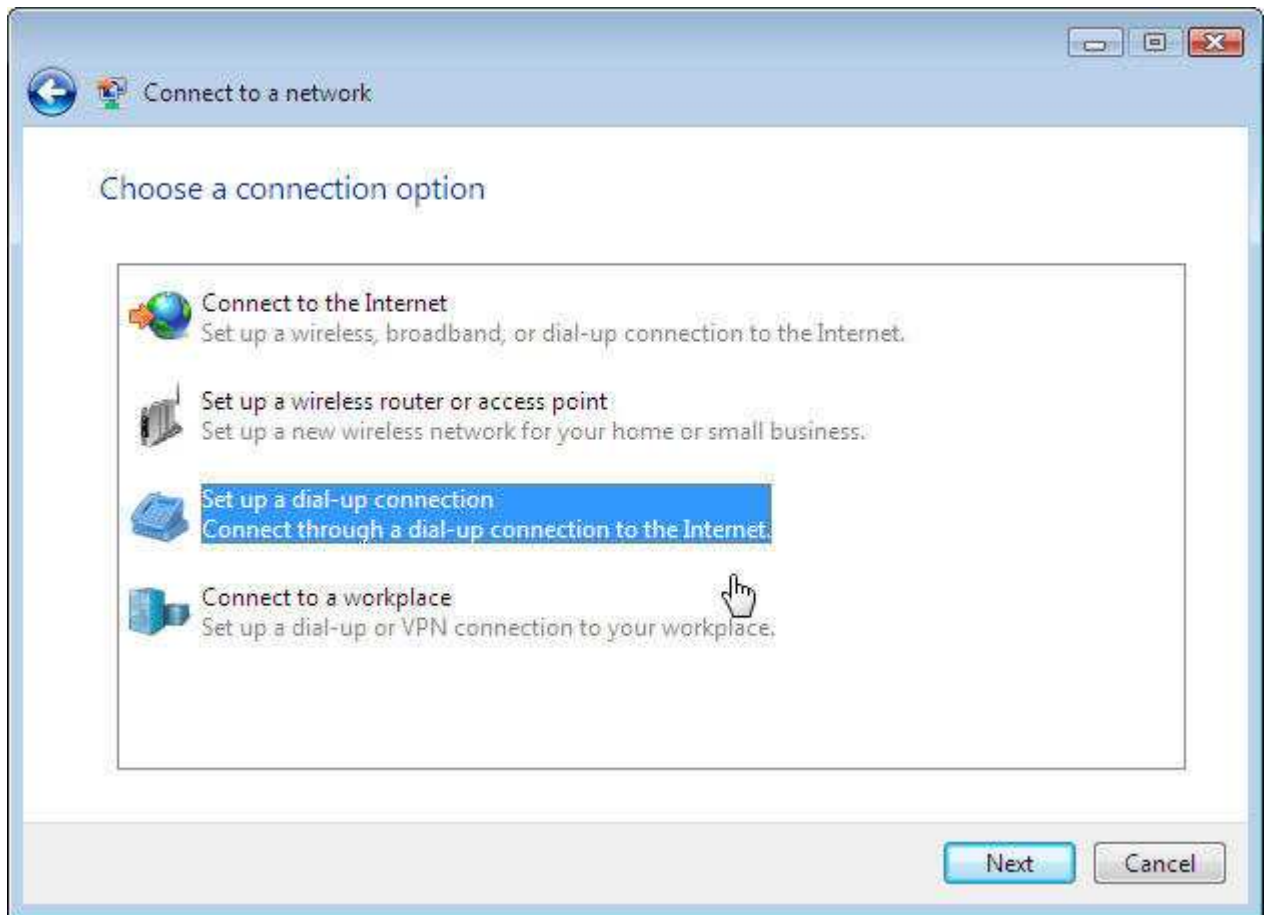 Connect to a network
Choose a connection option
Connect to the Internet
Set up a wireless, broadband, or dial-up connection to the Internet.
Set up a wireless router or access point
Set up a new wireless network for your home or small business.
Set up a dial-up connection
Connect through a dial-up connection to the Internet.
Connect to a workplace
Set up a dial-up or VPN connection to your workplace.
Next Cancel